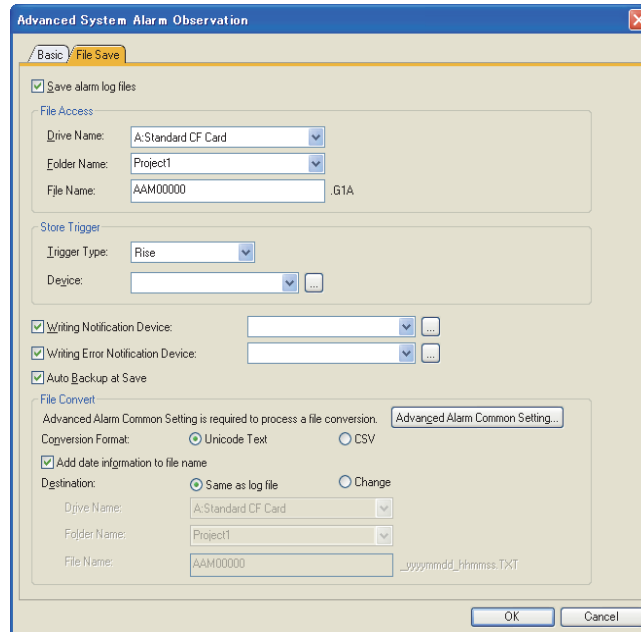 Advanced System Alarm Observation
Basic File Save
Save alarm log files
File Access
Drive Name: A:Standard CF Card
Folder Name: Project1
File Name: AAM00000 .G1A
Store Trigger
Trigger Type: Rise
Device: ...
Writing Notification Device: ...
Writing Error Notification Device: ...
Auto Backup at Save
File Convert
Advanced Alarm Common Setting is required to process a file conversion. Advanced Alarm Common Setting...
Conversion Format: Unicode Text CSV
Add date information to file name
Destination: Same as log file Change
Drive Name: A:Standard CF Card
Folder Name: Project1
File Name: AAM00000 _yyyymmdd_hhmmss.TXT
OK Cancel